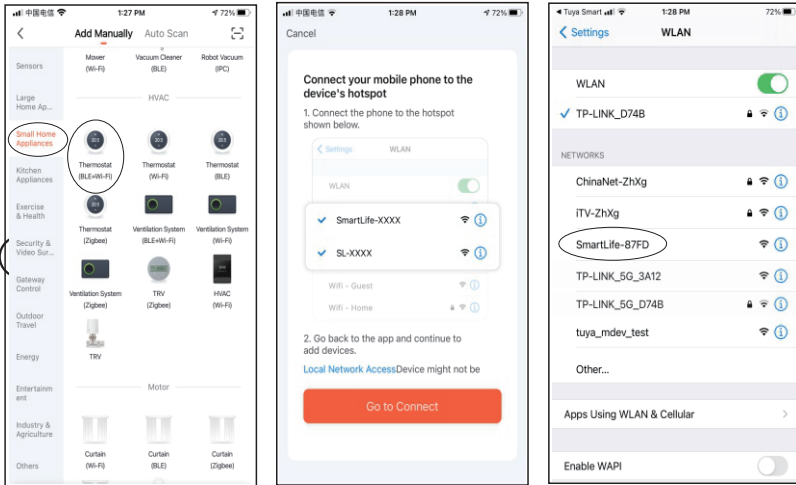 中国电信
1:27 PM
72%
Add Manually
Auto Scan
Sensors
Large
Home Ap...
Small Home
Appliances
Kitchen
Appliances
Exercise
& Health
Security &
Video Sur...
Gateway
Control
Outdoor
Travel
Energy
Entertainm
ent
Industry &
Agriculture
Others
Mower
(Wi-Fi)
Vacuum Cleaner
(BLE)
Robot Vacuum
(IPC)
HVAC
Thermostat
(BLE+Wi-Fi)
Thermostat
(Wi-Fi)
Thermostat
(BLE)
Thermostat
(Zigbee)
Ventilation System
(BLE+Wi-Fi)
Ventilation System
(Wi-Fi)
Ventilation System
(Zigbee)
TRV
(Zigbee)
HVAC
(Wi-Fi)
TRV
Motor
Curtain
(Wi-Fi)
Curtain
(BLE)
Curtain
(Zigbee)
中国电信
1:28 PM
72%
Cancel
Connect your mobile phone to the
device's hotspot
1. Connect the phone to the hotspot
shown below.
Settings
WLAN
WLAN
SmartLife-XXXX
SL-XXXX
Wifi - Guest
Wifi - Home
2. Go back to the app and continue to
add devices.
Local Network AccessDevice might not be
Go to Connect
Tuya Smart
1:28 PM
72%
Settings
WLAN
WLAN
TP-LINK_D74B
NETWORKS
ChinaNet-ZhXg
iTV-ZhXg
SmartLife-87FD
TP-LINK_5G_3A12
TP-LINK_5G_D74B
tuya_mdev_test
Other...
Apps Using WLAN & Cellular
Enable WAPI